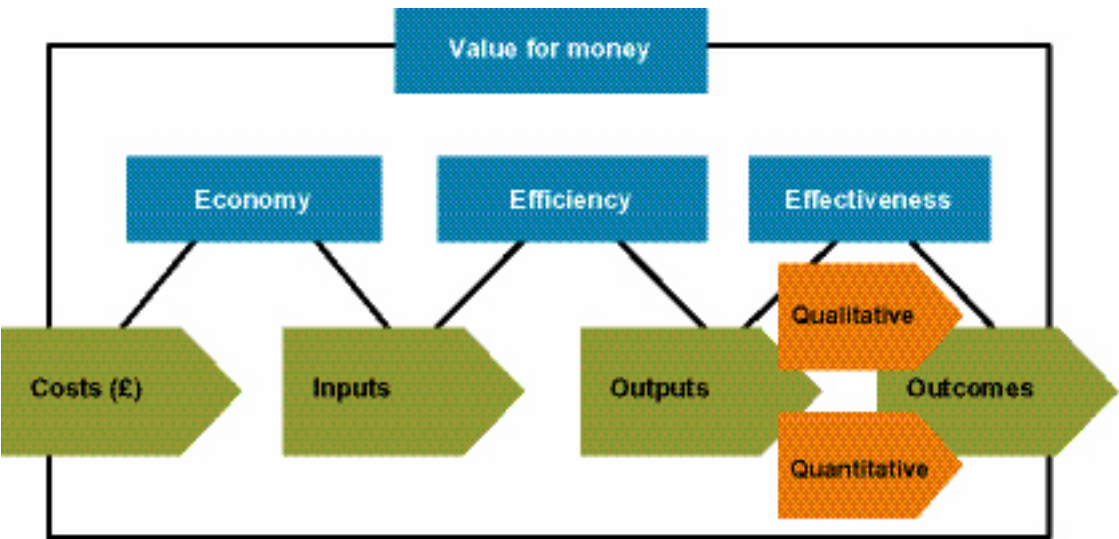 Value for money
Economy
Efficiency
Effectiveness
Qualitative
Costs (£)
Inputs
Outputs
Outcomes
Quantitative